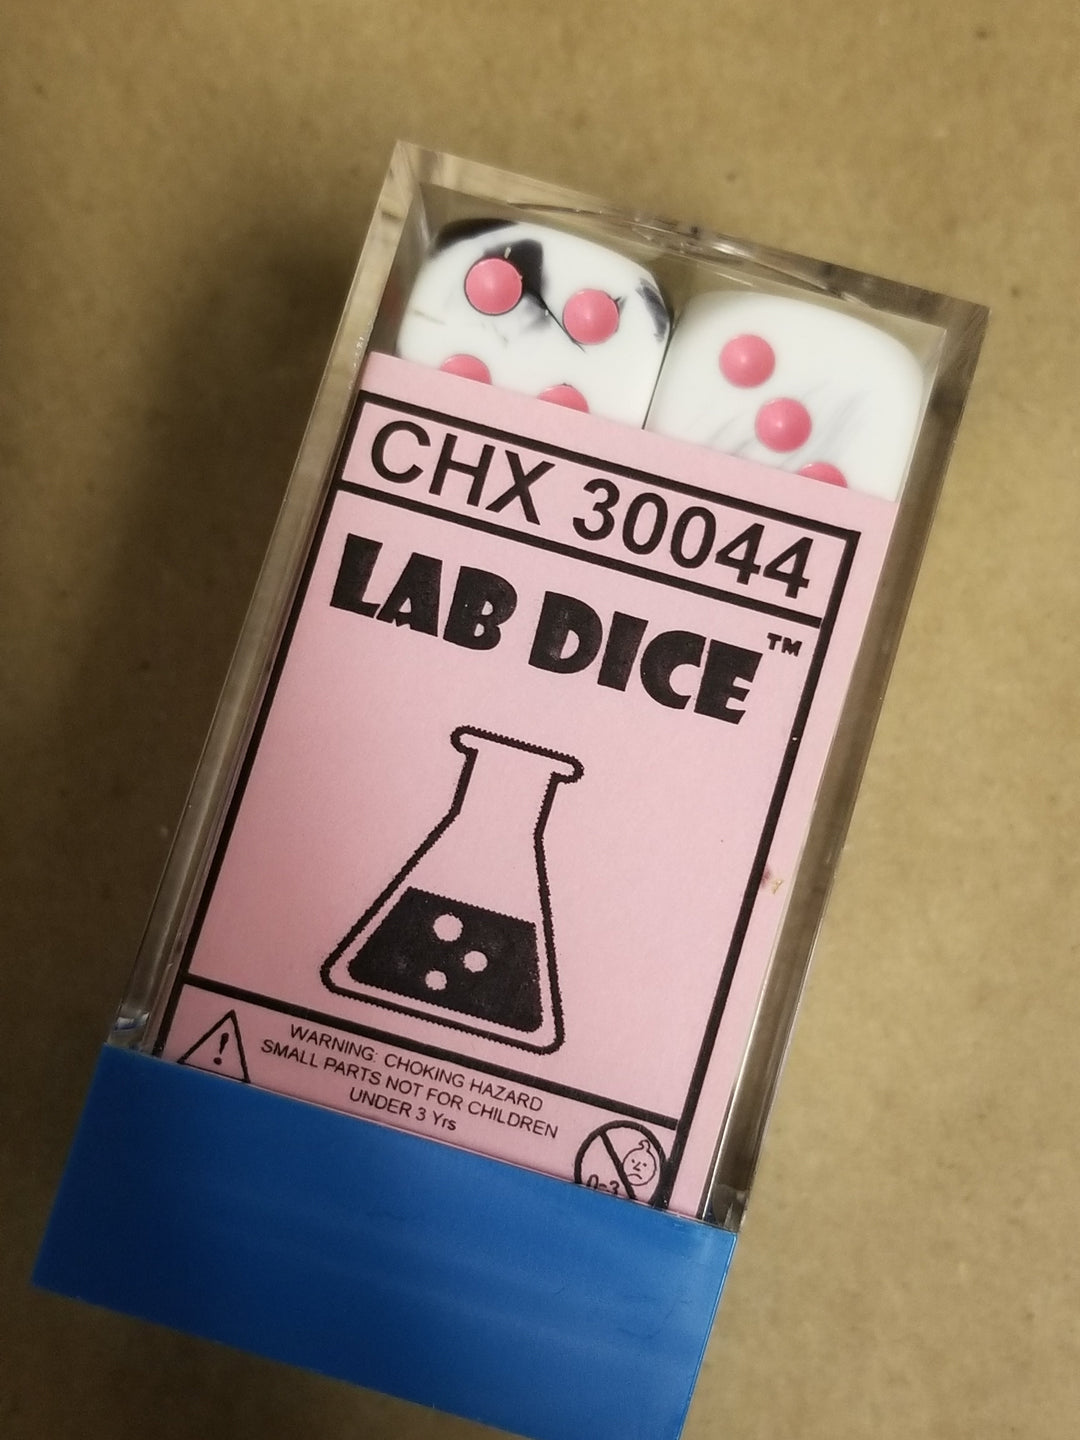 CHX 30044
LAB DICE™
WARNING: CHOKING HAZARD
SMALL PARTS NOT FOR CHILDREN
UNDER 3 Yrs
0-3